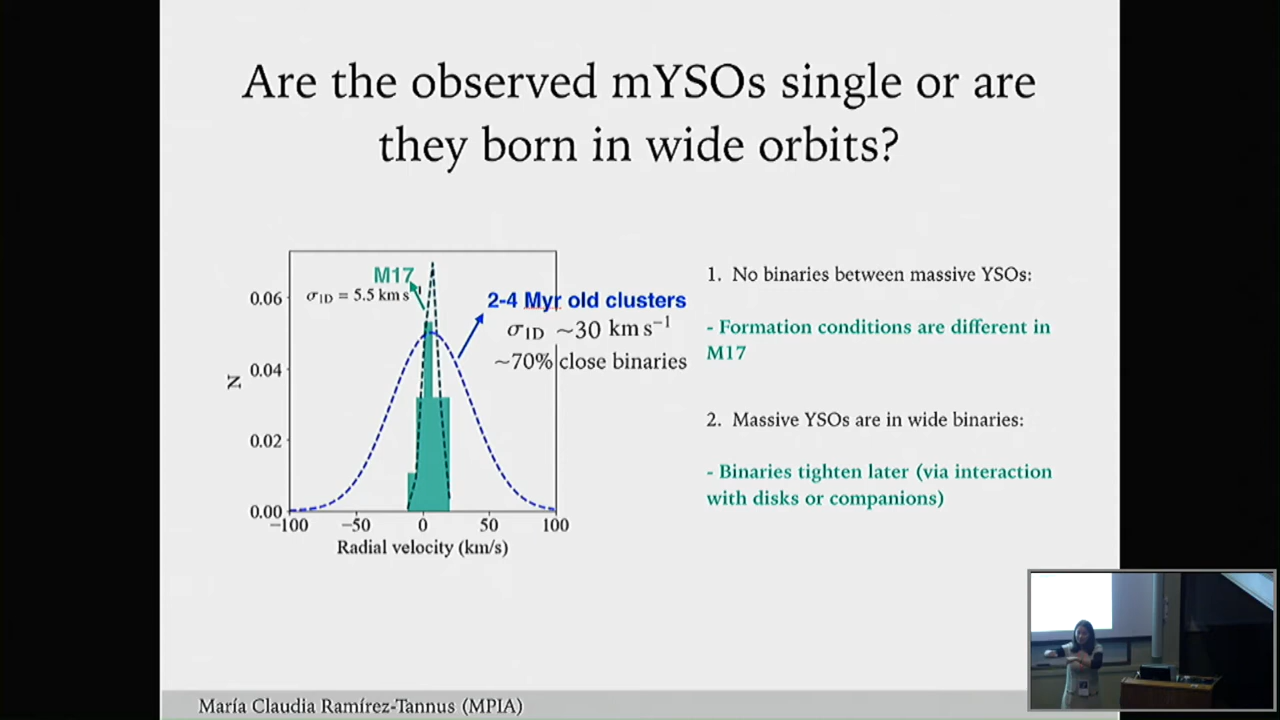 Are the observed mYSOs single or are
they born in wide orbits?
M17
σ1D = 5.5 km s⁻¹
2-4 Myr old clusters
σ1D ~30 km s⁻¹
~70% close binaries
N
0.06
0.04
0.02
0.00
−100 −50 0 50 100
Radial velocity (km/s)
1. No binaries between massive YSOs:
- Formation conditions are different in
M17
2. Massive YSOs are in wide binaries:
- Binaries tighten later (via interaction
with disks or companions)
María Claudia Ramírez-Tannus (MPIA)